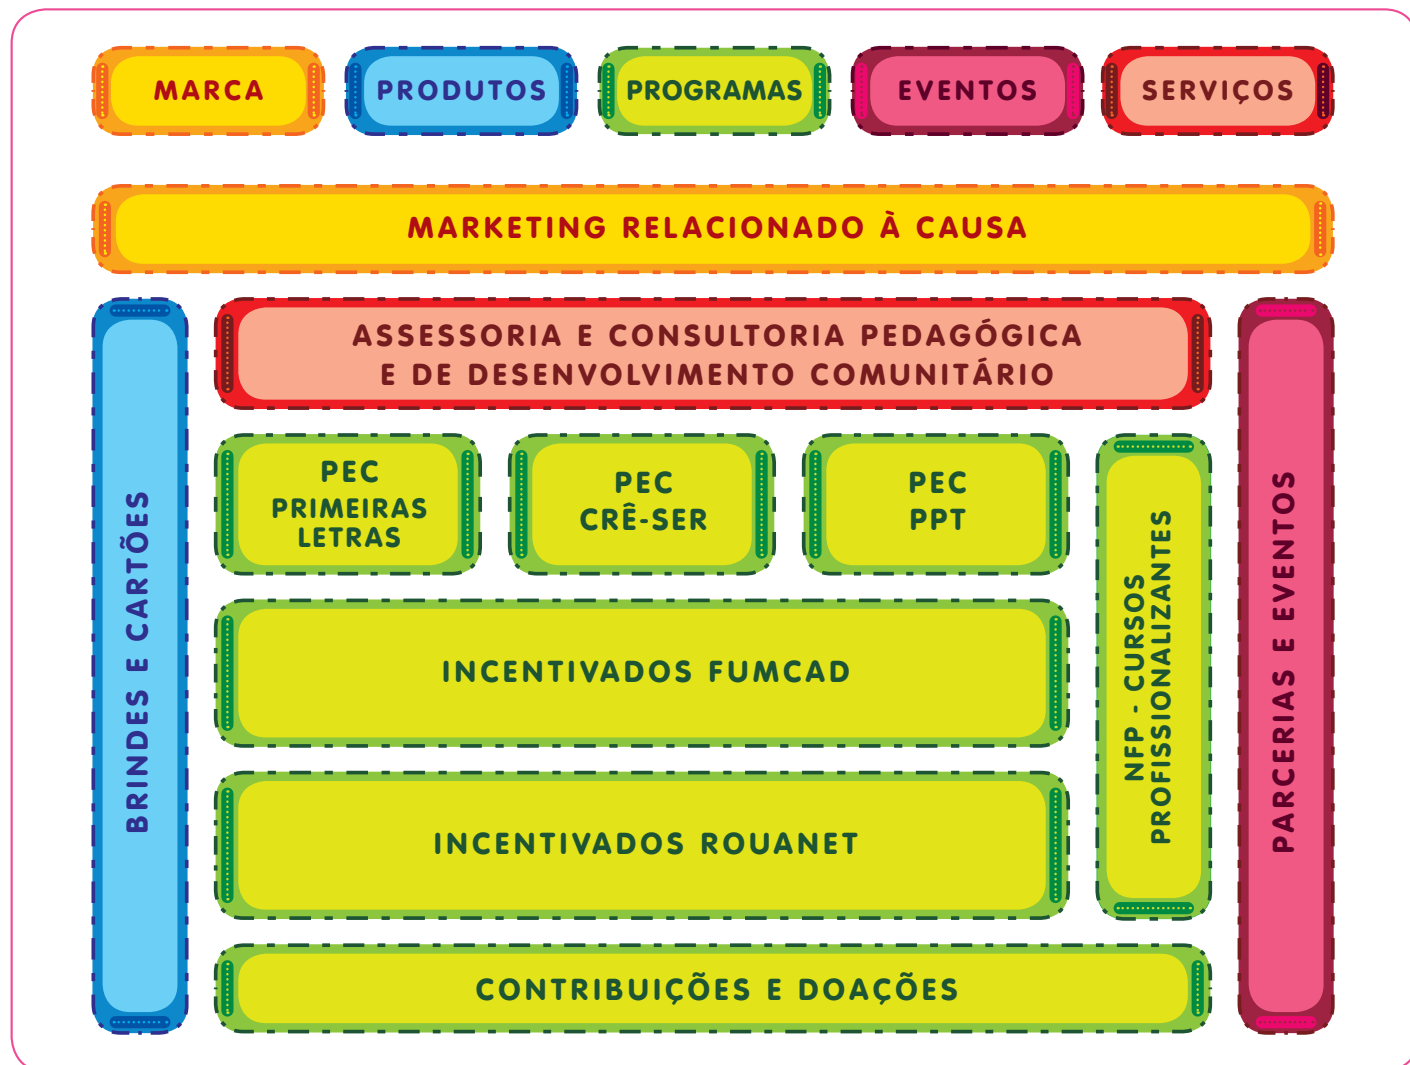 MARCA
PRODUTOS
PROGRAMAS
EVENTOS
SERVIÇOS
MARKETING RELACIONADO À CAUSA
BRINDES E CARTÕES
ASSESSORIA E CONSULTORIA PEDAGÓGICA
E DE DESENVOLVIMENTO COMUNITÁRIO
PEC
PRIMEIRAS
LETRAS
PEC
CRÊ-SER
PEC
PPT
INCENTIVADOS FUMCAD
INCENTIVADOS ROUANET
NFP - CURSOS
PROFISSIONALIZANTES
CONTRIBUIÇÕES E DOAÇÕES
PARCERIAS E EVENTOS